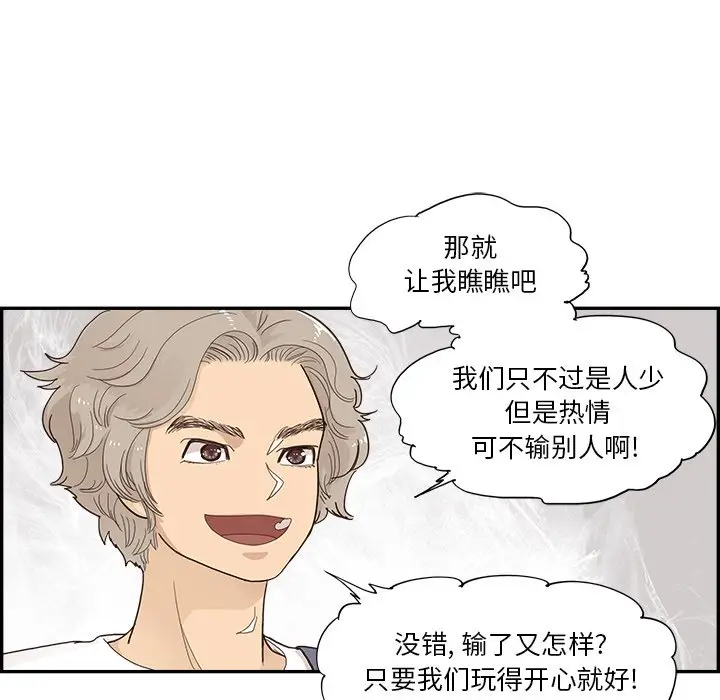 那就
让我瞧瞧吧
我们只不过是人少
但是热情
可不输别人啊!
没错, 输了又怎样?
只要我们玩得开心就好!